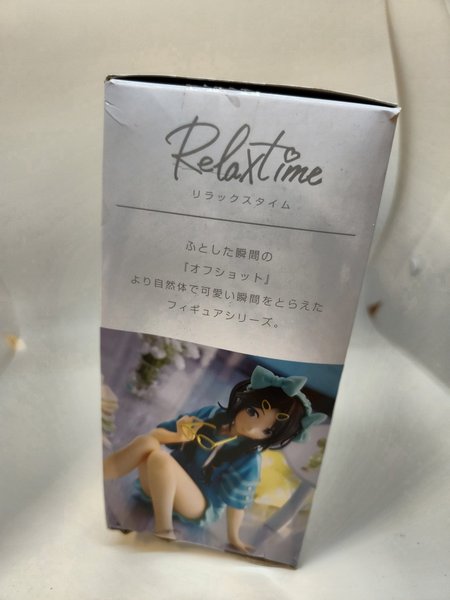 Relaxtime
リラックスタイム
ふとした瞬間の
『オフショット』
より自然体で可愛い瞬間をとらえた
フィギュアシリーズ。